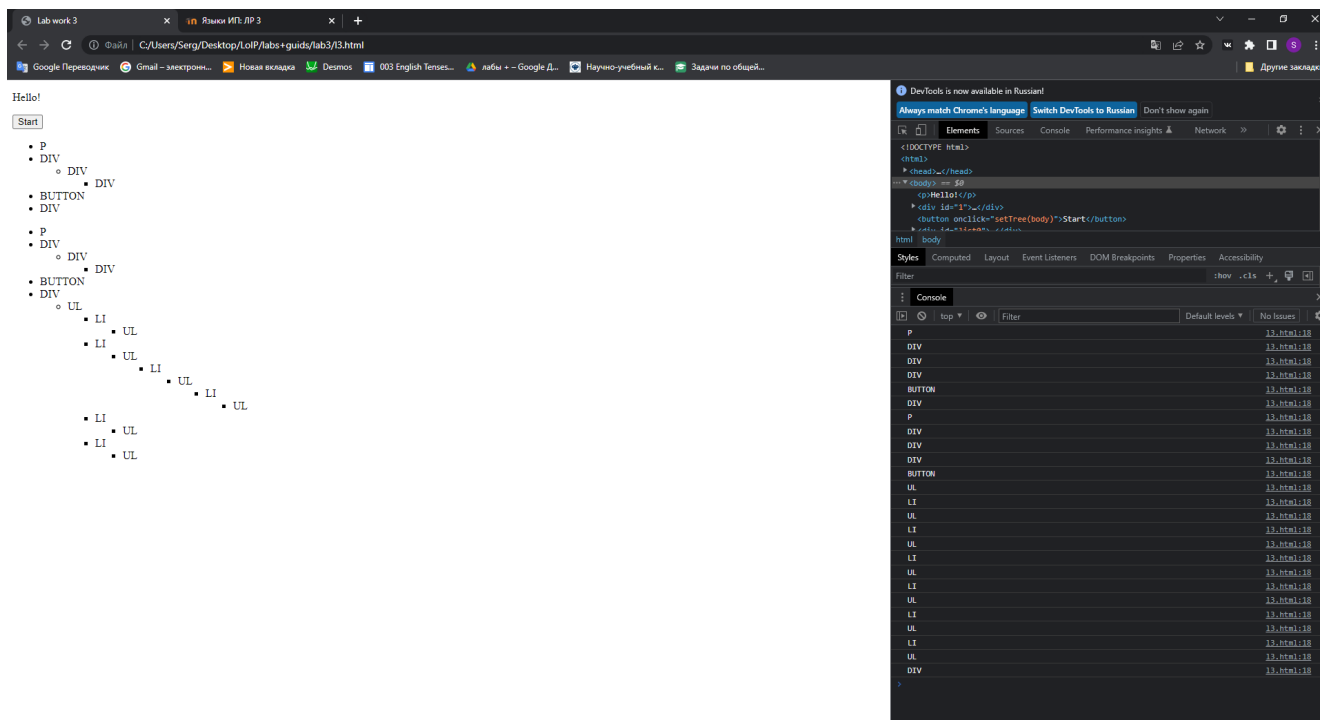 Lab work 3
Языки ИП: ЛР 3
Файл C:/Users/Serg/Desktop/LoIP/labs+guids/lab3/l3.html
Google Переводчик Gmail – электронн... Новая вкладка Desmos 003 English Tenses... лабы + – Google Д... Научно-учебный к... Задачи по общей... Другие закладк
Hello!
Start
P
DIV
DIV
DIV
BUTTON
DIV
P
DIV
DIV
DIV
BUTTON
DIV
UL
LI
UL
LI
UL
LI
UL
LI
UL
LI
UL
LI
UL
DevTools is now available in Russian!
Always match Chrome's language Switch DevTools to Russian Don't show again
Elements Sources Console Performance insights Network »
<!DOCTYPE html>
<html>
<head>…</head>
<body> == $0
<p>Hello!</p>
<div id="1">…</div>
<button onclick="setTree(body)">Start</button>
<div id="list0">…</div>
html body
Styles Computed Layout Event Listeners DOM Breakpoints Properties Accessibility
Filter :hov .cls +
Console
top Filter Default levels No Issues
P l3.html:18
DIV l3.html:18
DIV l3.html:18
DIV l3.html:18
BUTTON l3.html:18
DIV l3.html:18
P l3.html:18
DIV l3.html:18
DIV l3.html:18
DIV l3.html:18
BUTTON l3.html:18
UL l3.html:18
LI l3.html:18
UL l3.html:18
LI l3.html:18
UL l3.html:18
LI l3.html:18
UL l3.html:18
LI l3.html:18
UL l3.html:18
LI l3.html:18
UL l3.html:18
LI l3.html:18
UL l3.html:18
DIV l3.html:18